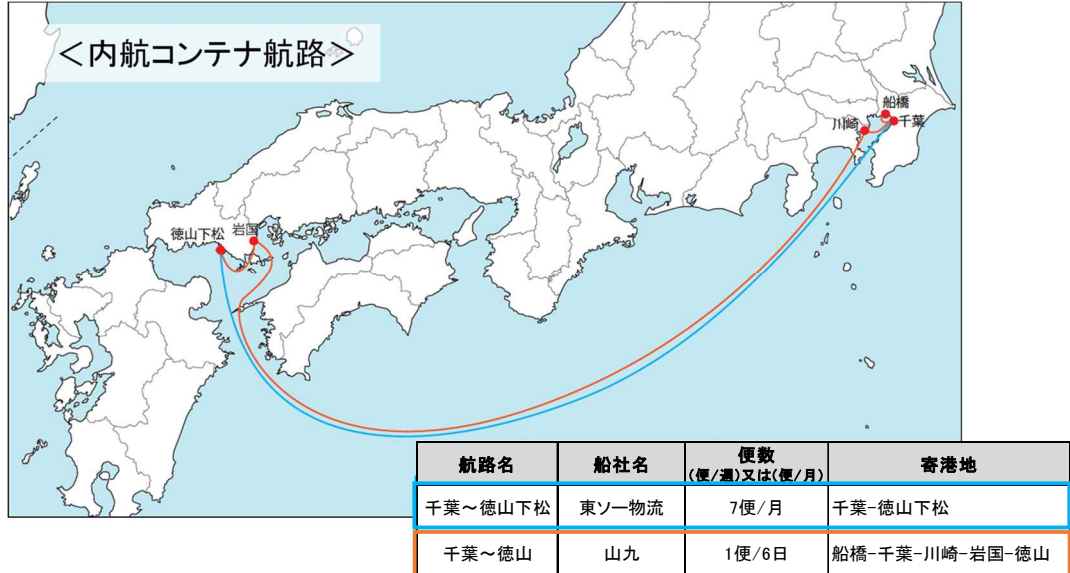 ＜内航コンテナ航路＞
船橋
川崎
千葉
徳山下松
岩国
航路名 船社名 便数 寄港地
(便/週)又は(便/月)
千葉～徳山下松 東ソー物流 7便/月 千葉-徳山下松
千葉～徳山 山九 1便/6日 船橋-千葉-川崎-岩国-徳山